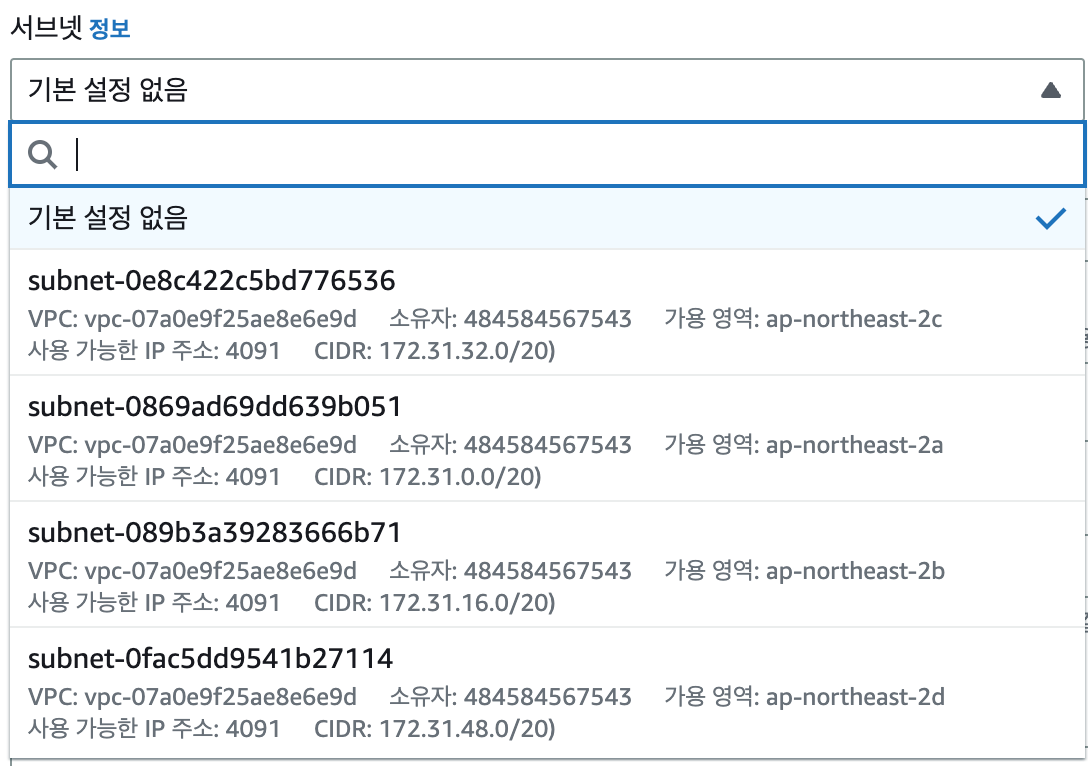 서브넷 정보
기본 설정 없음
기본 설정 없음
subnet-0e8c422c5bd776536
VPC: vpc-07a0e9f25ae8e6e9d 소유자: 484584567543 가용 영역: ap-northeast-2c
사용 가능한 IP 주소: 4091 CIDR: 172.31.32.0/20)
subnet-0869ad69dd639b051
VPC: vpc-07a0e9f25ae8e6e9d 소유자: 484584567543 가용 영역: ap-northeast-2a
사용 가능한 IP 주소: 4091 CIDR: 172.31.0.0/20)
subnet-089b3a39283666b71
VPC: vpc-07a0e9f25ae8e6e9d 소유자: 484584567543 가용 영역: ap-northeast-2b
사용 가능한 IP 주소: 4091 CIDR: 172.31.16.0/20)
subnet-0fac5dd9541b27114
VPC: vpc-07a0e9f25ae8e6e9d 소유자: 484584567543 가용 영역: ap-northeast-2d
사용 가능한 IP 주소: 4091 CIDR: 172.31.48.0/20)